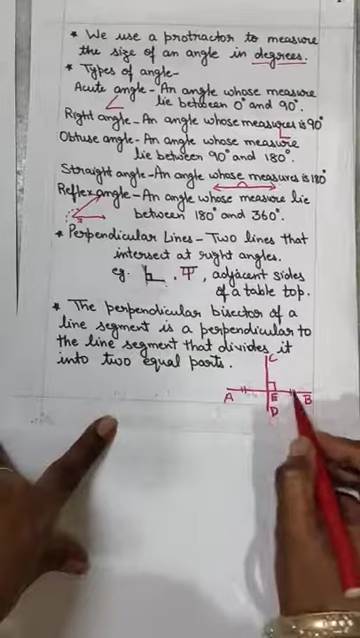 * We use a protractor to measure
the size of an angle in degrees.
* Types of angle-
Acute angle- An angle whose measure
lie between 0° and 90°.
Right angle- An angle whose measures is 90°
Obtuse angle- An angle whose measure
lie between 90° and 180°.
Straight angle- An angle whose measures is 180°
Reflex angle- An angle whose measure lie
between 180° and 360°.
* Perpendicular Lines- Two lines that
intersect at right angles.
eg. , , adjacent sides
of a table top.
* The perpendicular bisector of a
line segment is a perpendicular to
the line segment that divides it
into two equal parts.
C
A E B
D